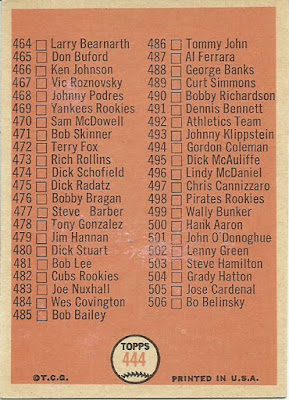 464 Larry Bearnarth
465 Don Buford
466 Ken Johnson
467 Vic Roznovsky
468 Johnny Podres
469 Yankees Rookies
470 Sam McDowell
471 Bob Skinner
472 Terry Fox
473 Rich Rollins
474 Dick Schofield
475 Dick Radatz
476 Bobby Bragan
477 Steve Barber
478 Tony Gonzalez
479 Jim Hannan
480 Dick Stuart
481 Bob Lee
482 Cubs Rookies
483 Joe Nuxhall
484 Wes Covington
485 Bob Bailey
486 Tommy John
487 Al Ferrara
488 George Banks
489 Curt Simmons
490 Bobby Richardson
491 Dennis Bennett
492 Athletics Team
493 Johnny Klippstein
494 Gordon Coleman
495 Dick McAuliffe
496 Lindy McDaniel
497 Chris Cannizzaro
498 Pirates Rookies
499 Wally Bunker
500 Hank Aaron
501 John O'Donoghue
502 Lenny Green
503 Steve Hamilton
504 Grady Hatton
505 Jose Cardenal
506 Bo Belinsky
TOPPS
444
©T.C.G.
PRINTED IN U.S.A.